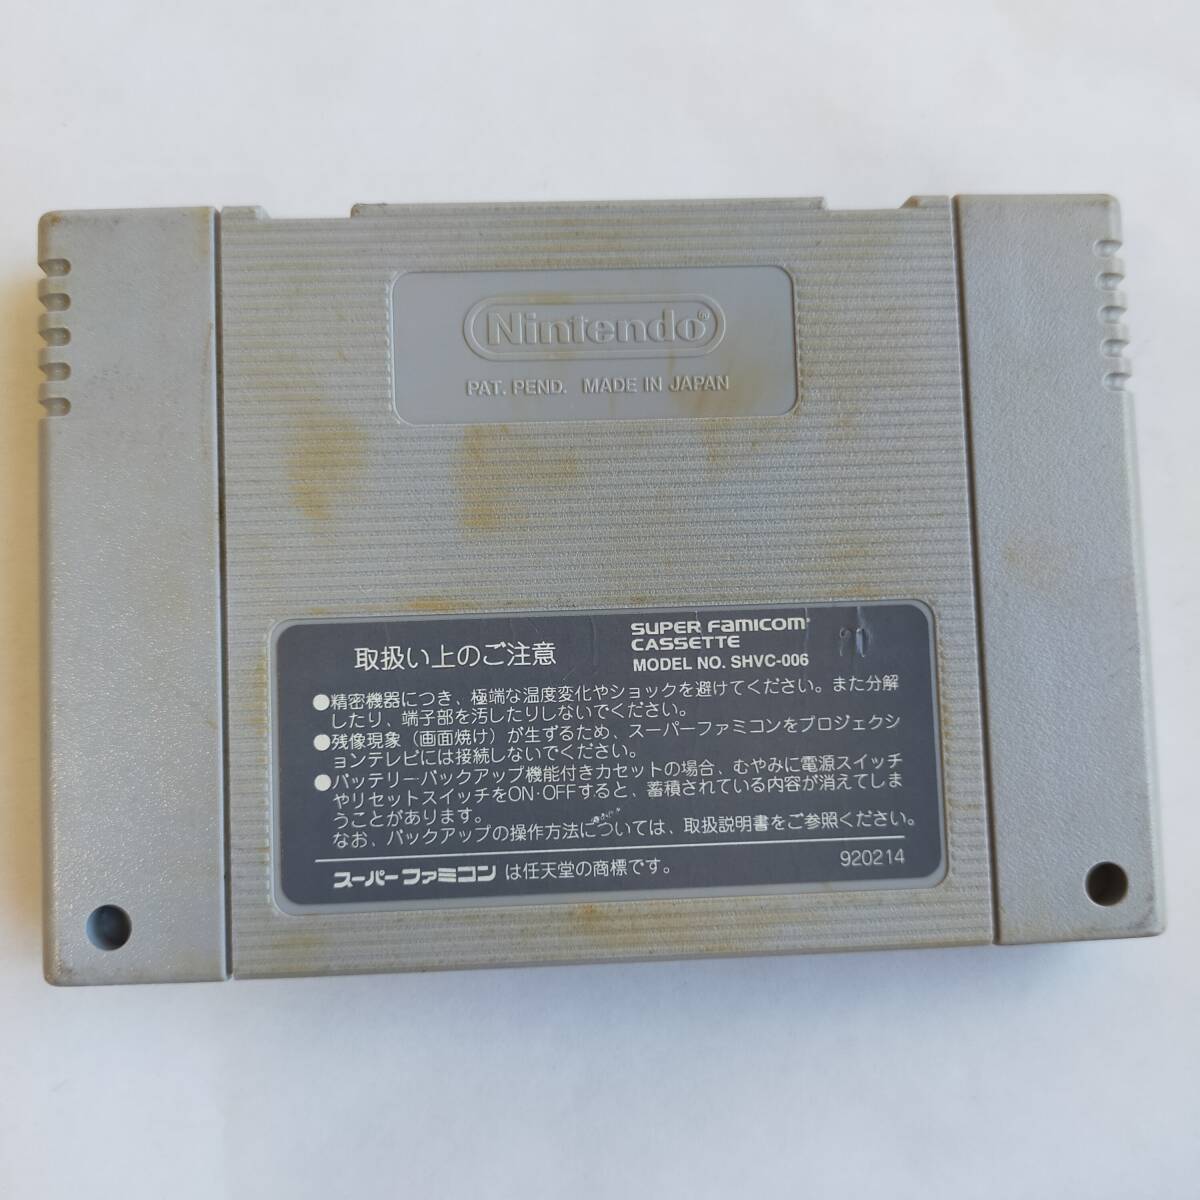 Nintendo®
PAT. PEND. MADE IN JAPAN
取扱い上のご注意
SUPER FAMICOM
CASSETTE
MODEL NO. SHVC-006
●精密機器につき、極端な温度変化やショックを避けてください。また分解
したり、端子部を汚したりしないでください。
●残像現象（画面焼け）が生ずるため、スーパーファミコンをプロジェクシ
ョンテレビには接続しないでください。
●バッテリー・バックアップ機能付きカセットの場合、むやみに電源スイッチ
やリセットスイッチをON・OFFすると、蓄積されている内容が消えてしま
うことがあります。
なお、バックアップの操作方法については、取扱説明書をご参照ください。
スーパーファミコン は任天堂の商標です。
920214